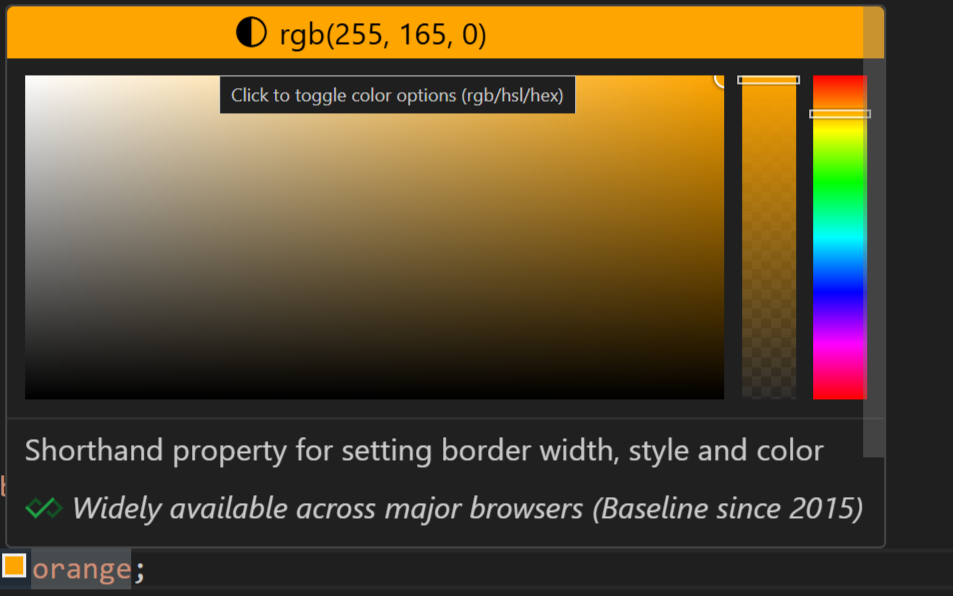 rgb(255, 165, 0)
Click to toggle color options (rgb/hsl/hex)
Shorthand property for setting border width, style and color
Widely available across major browsers (Baseline since 2015)
orange;